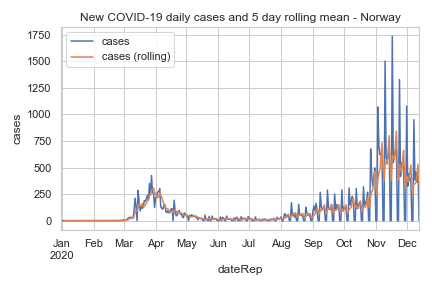 New COVID-19 daily cases and 5 day rolling mean - Norway
cases
cases (rolling)
1750
1500
1250
1000
750
500
250
0
cases
Jan Feb Mar Apr May Jun Jul Aug Sep Oct Nov Dec
2020
dateRep